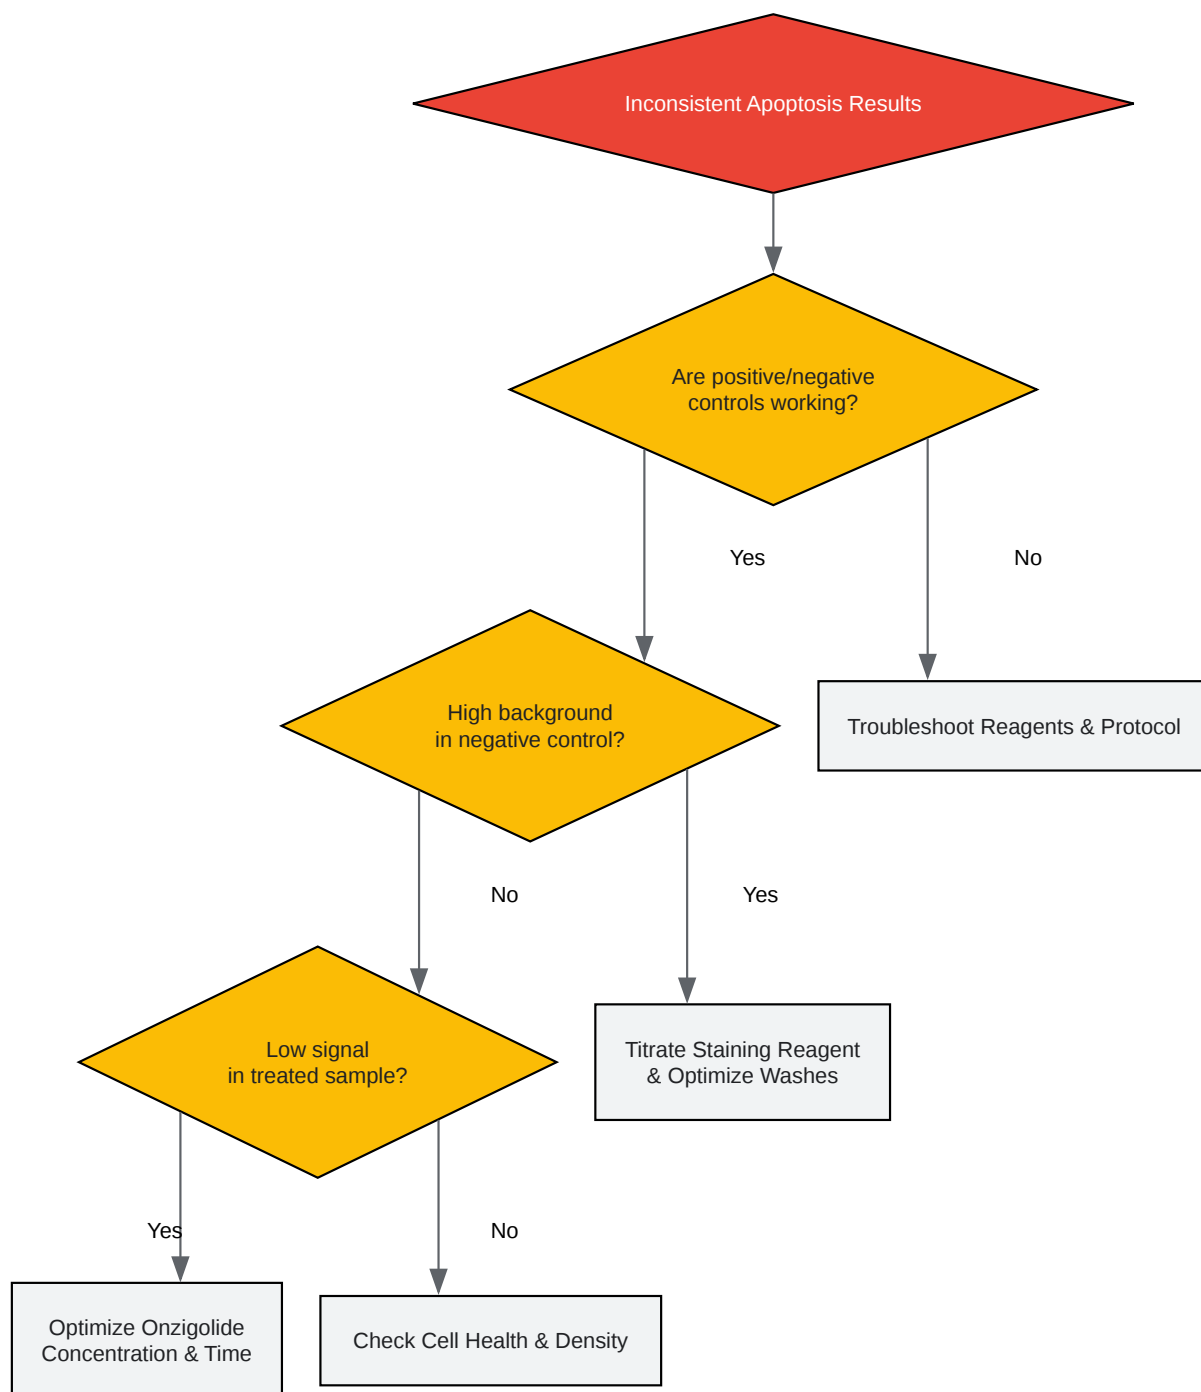 Inconsistent Apoptosis Results
Are positive/negative
controls working?
Yes
No
High background
in negative control?
Troubleshoot Reagents & Protocol
No
Yes
Low signal
in treated sample?
Titrate Staining Reagent
& Optimize Washes
Yes
No
Optimize Onzigolide
Concentration & Time
Check Cell Health & Density